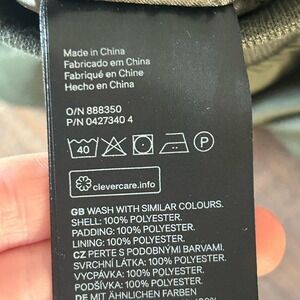 Made in China
Fabricado em China
Fabriqué en Chine
Hecho en China
O/N 888350
P/N 0427340 4
40 P
clevercare.info
GB WASH WITH SIMILAR COLOURS.
SHELL: 100% POLYESTER.
PADDING: 100% POLYESTER.
LINING: 100% POLYESTER.
CZ PERTE S PODOBNÝMI BARVAMI.
SVRCHNÍ LÁTKA: 100% POLYESTER.
VYCPÁVKA: 100% POLYESTER.
PODŠÍVKA: 100% POLYESTER.
DE MIT ÄHNLICHEN FARBEN